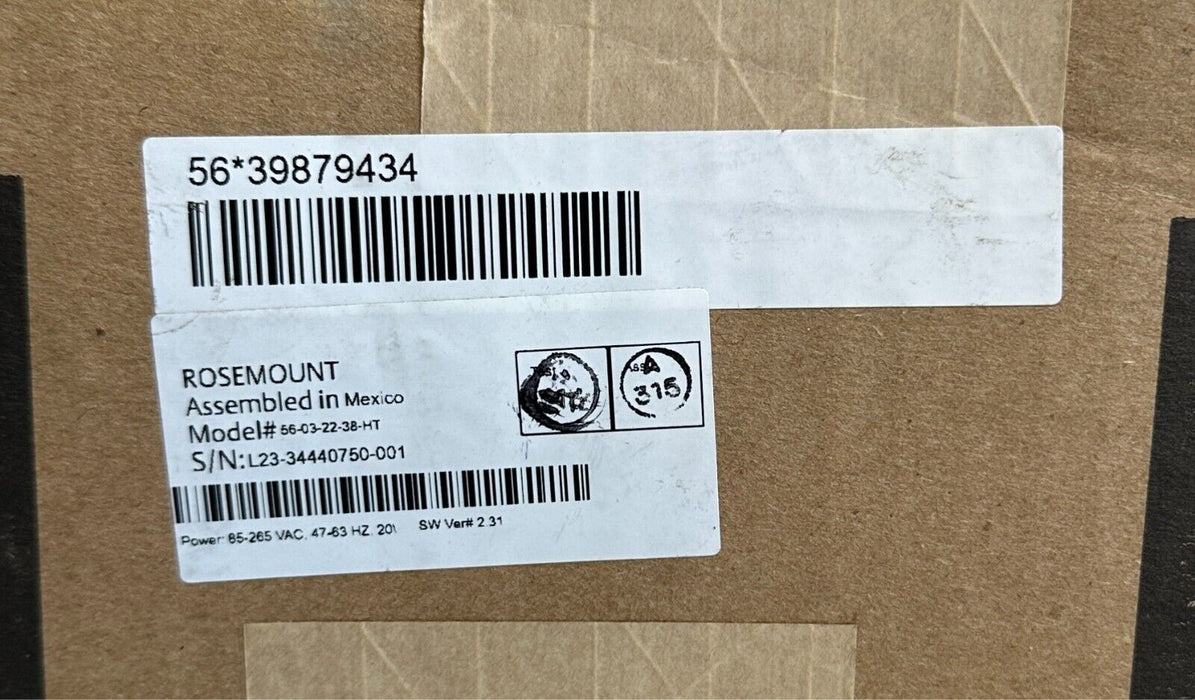 56*39879434
ROSEMOUNT
Assembled in Mexico
Model# 56-03-22-38-HT
S/N: L23-34440750-001
Power: 85-265 VAC, 47-63 HZ, 20
SW Ver# 2.31
A
315